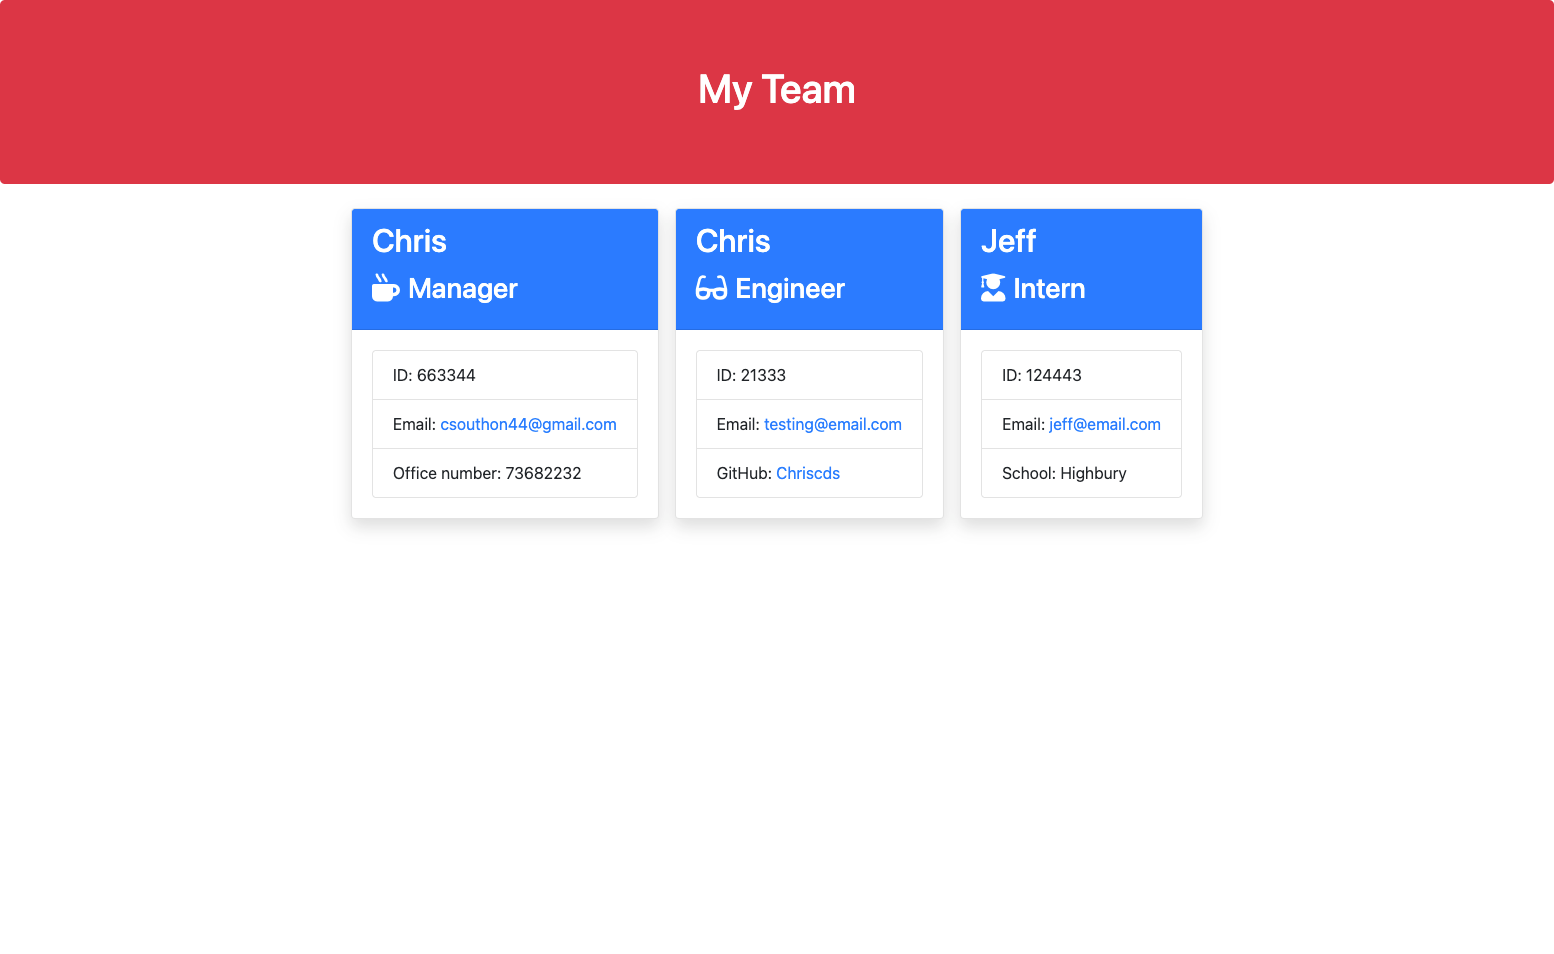 My Team
Chris
Manager
ID: 663344
Email: csouthon44@gmail.com
Office number: 73682232
Chris
Engineer
ID: 21333
Email: testing@email.com
GitHub: Chriscds
Jeff
Intern
ID: 124443
Email: jeff@email.com
School: Highbury